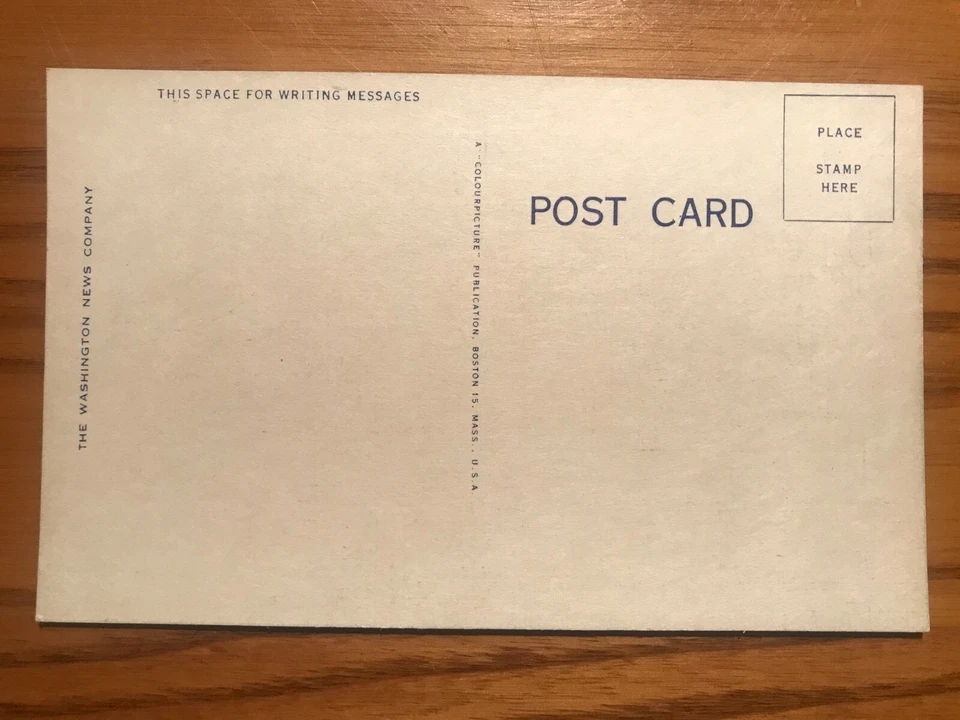 THIS SPACE FOR WRITING MESSAGES
THE WASHINGTON NEWS COMPANY
A "COLOURPICTURE" PUBLICATION, BOSTON 15, MASS., U.S.A
POST CARD
PLACE
STAMP
HERE